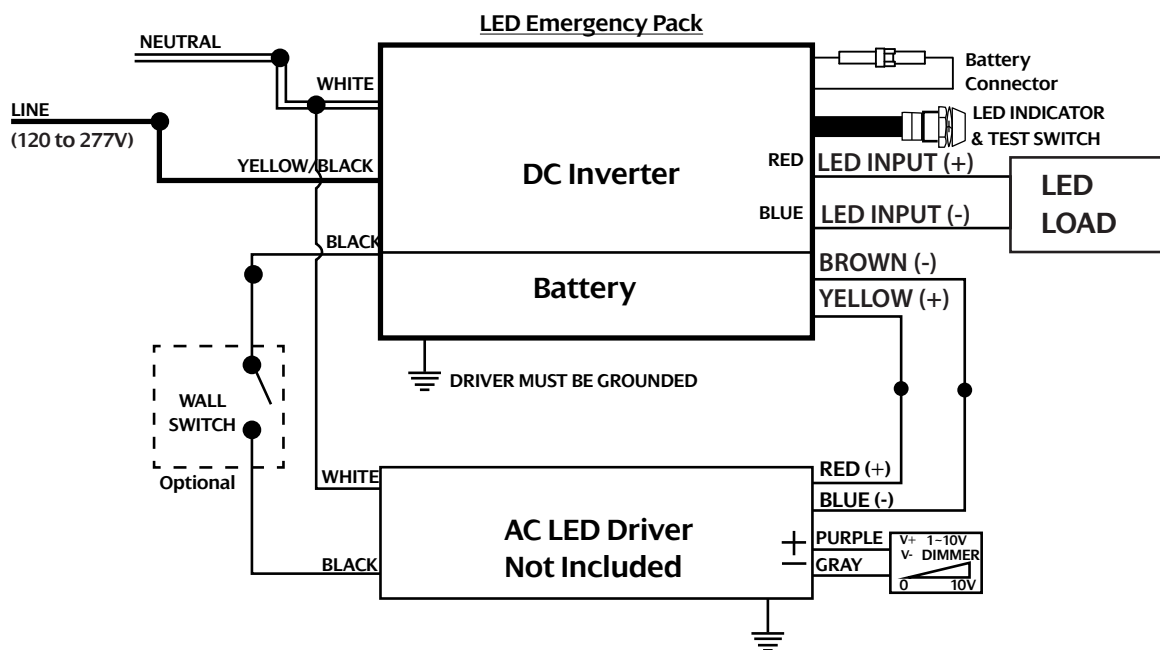 LED Emergency Pack
NEUTRAL
WHITE
LINE
(120 to 277V)
YELLOW/BLACK
BLACK
DC Inverter
Battery
Battery
Connector
LED INDICATOR
& TEST SWITCH
RED
LED INPUT (+)
BLUE
LED INPUT (-)
LED
LOAD
BROWN (-)
YELLOW (+)
DRIVER MUST BE GROUNDED
WALL
SWITCH
Optional
WHITE
BLACK
AC LED Driver
Not Included
RED (+)
BLUE (-)
+ PURPLE
− GRAY
V+ 1~10V
V- DIMMER
0 10V